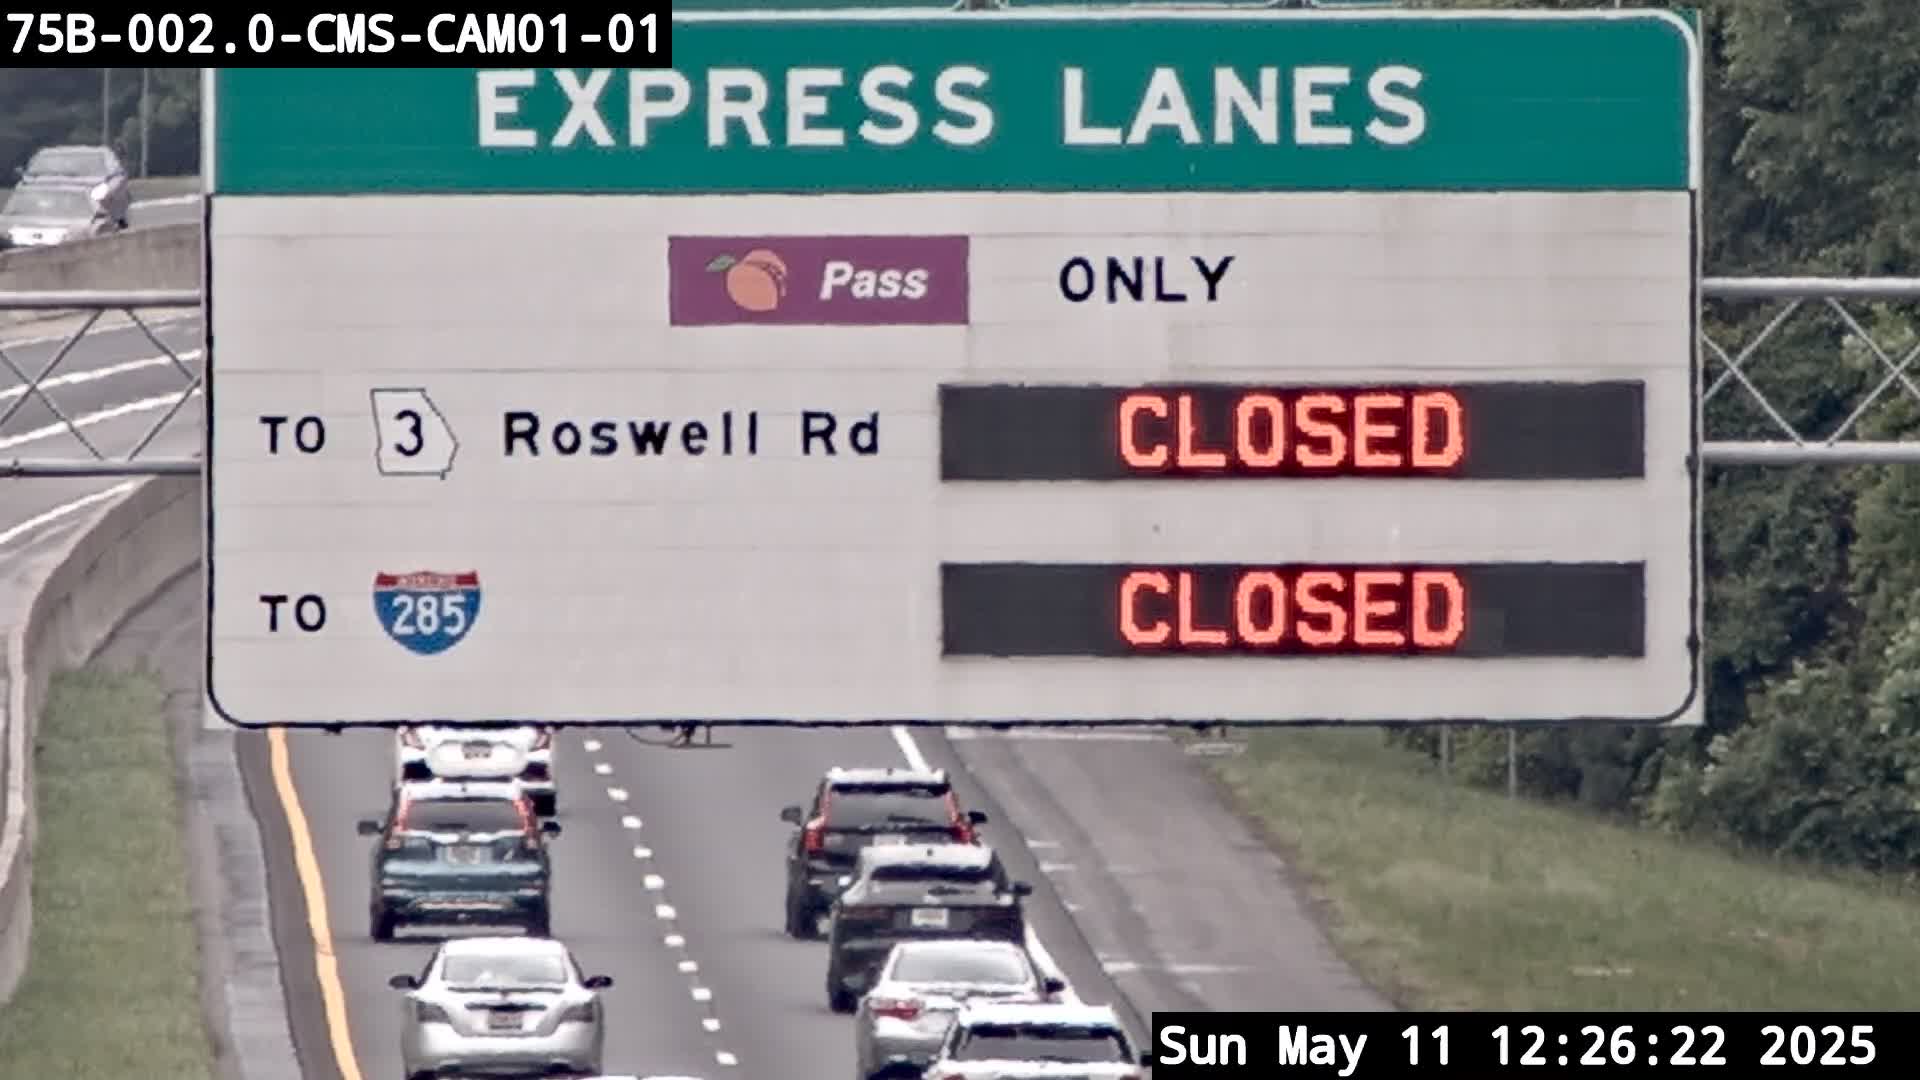 75B-002.0-CMS-CAM01-01
EXPRESS LANES
Pass ONLY
TO 3 Roswell Rd CLOSED
TO 285 CLOSED
Sun May 11 12:26:22 2025